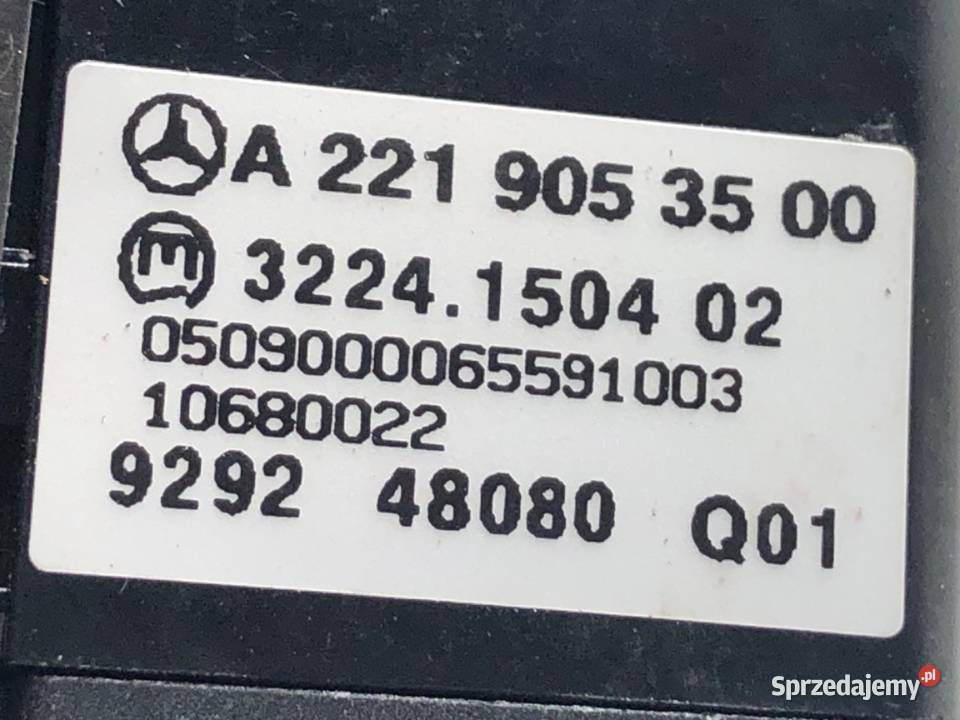 A 221 905 35 00
m 3224.1504 02
0509000065591003
10680022
9292 48080 Q01
Sprzedajemy.pl